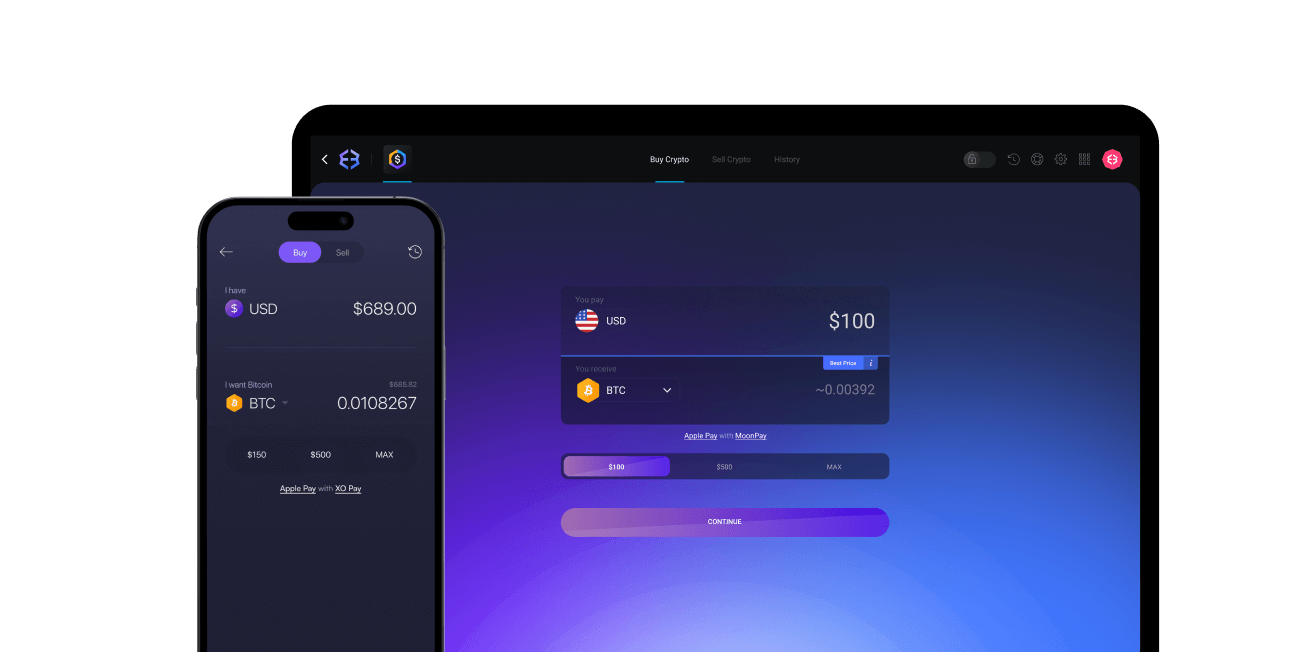 Buy Crypto Sell Crypto History
You pay
USD $100
Best Price i
You receive
BTC ~0.00392
Apple Pay with MoonPay
$100 $500 MAX
CONTINUE
Buy Sell
I have
$ USD $689.00
I want Bitcoin $685.82
BTC 0.0108267
$150 $500 MAX
Apple Pay with XO Pay